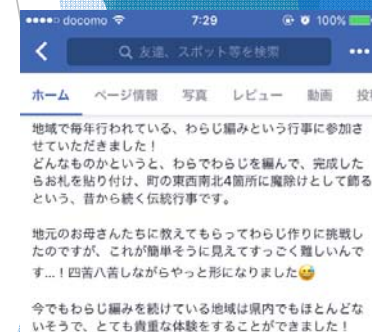 docomo 7:29 100%
友達、スポット等を検索
ホーム ページ情報 写真 レビュー 動画 投
地域で毎年行われている、わらじ編みという行事に参加さ
せていただきました！
どんなものかというと、わらでわらじを編んで、完成した
らお札を貼り付け、町の東西南北4箇所に魔除けとして飾る
という、昔から続く伝統行事です。
地元のお母さんたちに教えてもらってわらじ作りに挑戦し
たのですが、これが簡単そうに見えてすっごく難しいんで
す...！四苦八苦しながらやっと形になりました😅
今でもわらじ編みを続けている地域は県内でもほとんどな
いそうで、とても貴重な体験をすることができました！